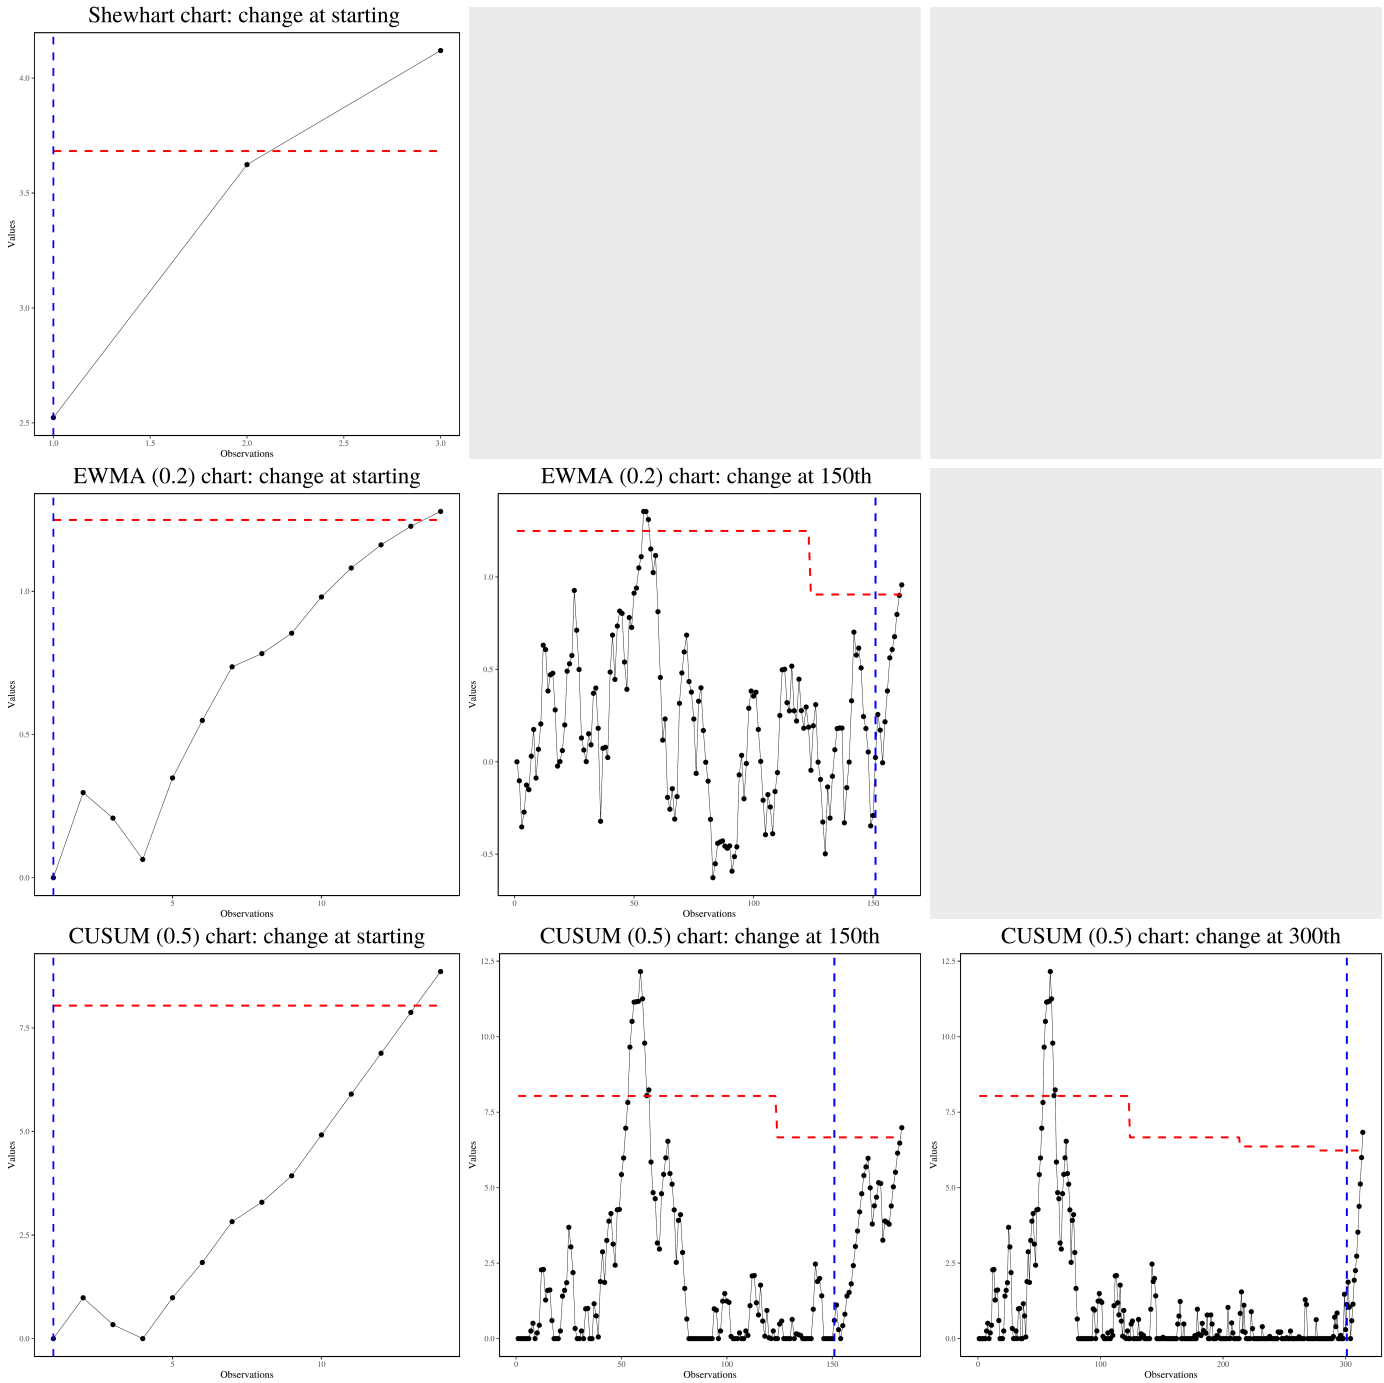 Shewhart chart: change at starting
4.0
3.5
3.0
2.5
Values
1.0 1.5 2.0 2.5 3.0
Observations
EWMA (0.2) chart: change at starting
1.0
0.5
0.0
Values
5 10
Observations
EWMA (0.2) chart: change at 150th
1.0
0.5
0.0
-0.5
Values
0 50 100 150
Observations
CUSUM (0.5) chart: change at starting
7.5
5.0
2.5
0.0
Values
5 10
Observations
CUSUM (0.5) chart: change at 150th
12.5
10.0
7.5
5.0
2.5
0.0
Values
0 50 100 150
Observations
CUSUM (0.5) chart: change at 300th
12.5
10.0
7.5
5.0
2.5
0.0
Values
0 100 200 300
Observations